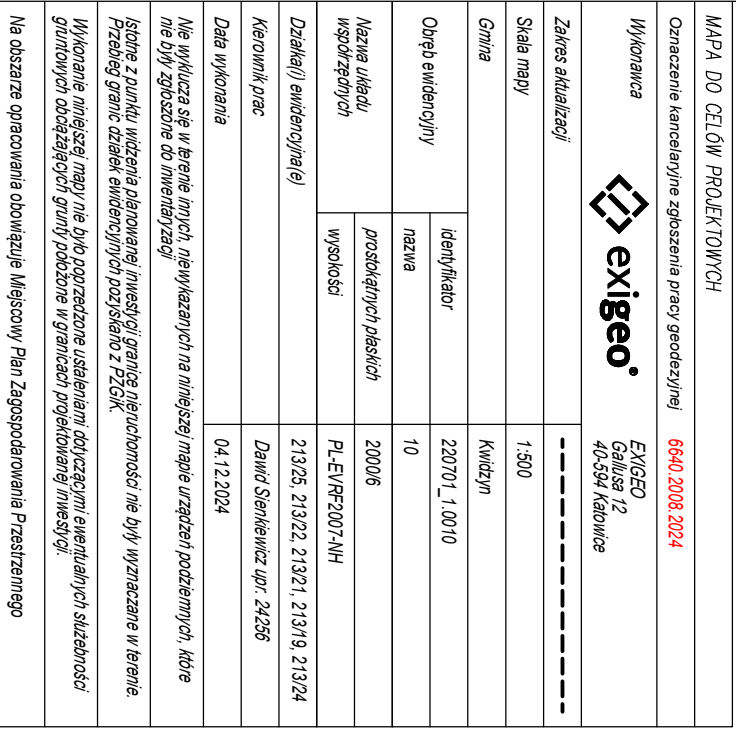 MAPA DO CELÓW PROJEKTOWYCH
Oznaczenie kancelaryjne zgłoszenia pracy geodezyjnej 6640.2008.2024
Wykonawca
exigeo®
EXIGEO
Gallusa 12
40-594 Katowice
Zakres aktualizacji
Skala mapy 1:500
Gmina Kwidzyn
Obręb ewidencyjny
identyfikator 220701_1.0010
nazwa 10
Nazwa układu
współrzędnych
prostokątnych płaskich 2000/6
wysokości PL-EVRF2007-NH
Działka(i) ewidencyjna(e) 213/25, 213/22, 213/21, 213/19, 213/24
Kierownik prac Dawid Sienkiewicz upr. 24256
Data wykonania 04.12.2024
Nie wyklucza się w terenie innych, niewykazanych na niniejszej mapie urządzeń podziemnych, które
nie były zgłoszone do inwentaryzacji
Istotne z punktu widzenia planowanej inwestycji granice nieruchomości nie były wyznaczane w terenie.
Przebieg granic działek ewidencyjnych pozyskano z PZGiK.
Wykonanie niniejszej mapy nie było poprzedzone ustaleniami dotyczącymi ewentualnych służebności
gruntowych obciążających grunty położone w granicach projektowanej inwestycji.
Na obszarze opracowania obowiązuje Miejscowy Plan Zagospodarowania Przestrzennego